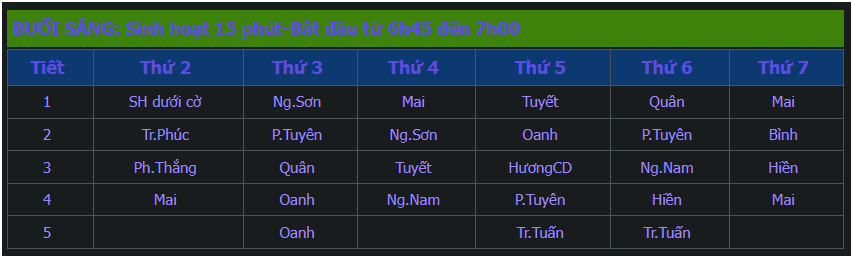 BUỔI SÁNG: Sinh hoạt 15 phút-Bắt đầu từ 6h45 đến 7h00
Tiết Thứ 2 Thứ 3 Thứ 4 Thứ 5 Thứ 6 Thứ 7
1 SH dưới cờ Ng.Sơn Mai Tuyết Quân Mai
2 Tr.Phúc P.Tuyên Ng.Sơn Oanh P.Tuyên Bình
3 Ph.Thắng Quân Tuyết HươngCD Ng.Nam Hiền
4 Mai Oanh Ng.Nam P.Tuyên Hiền Mai
5 Oanh Tr.Tuấn Tr.Tuấn